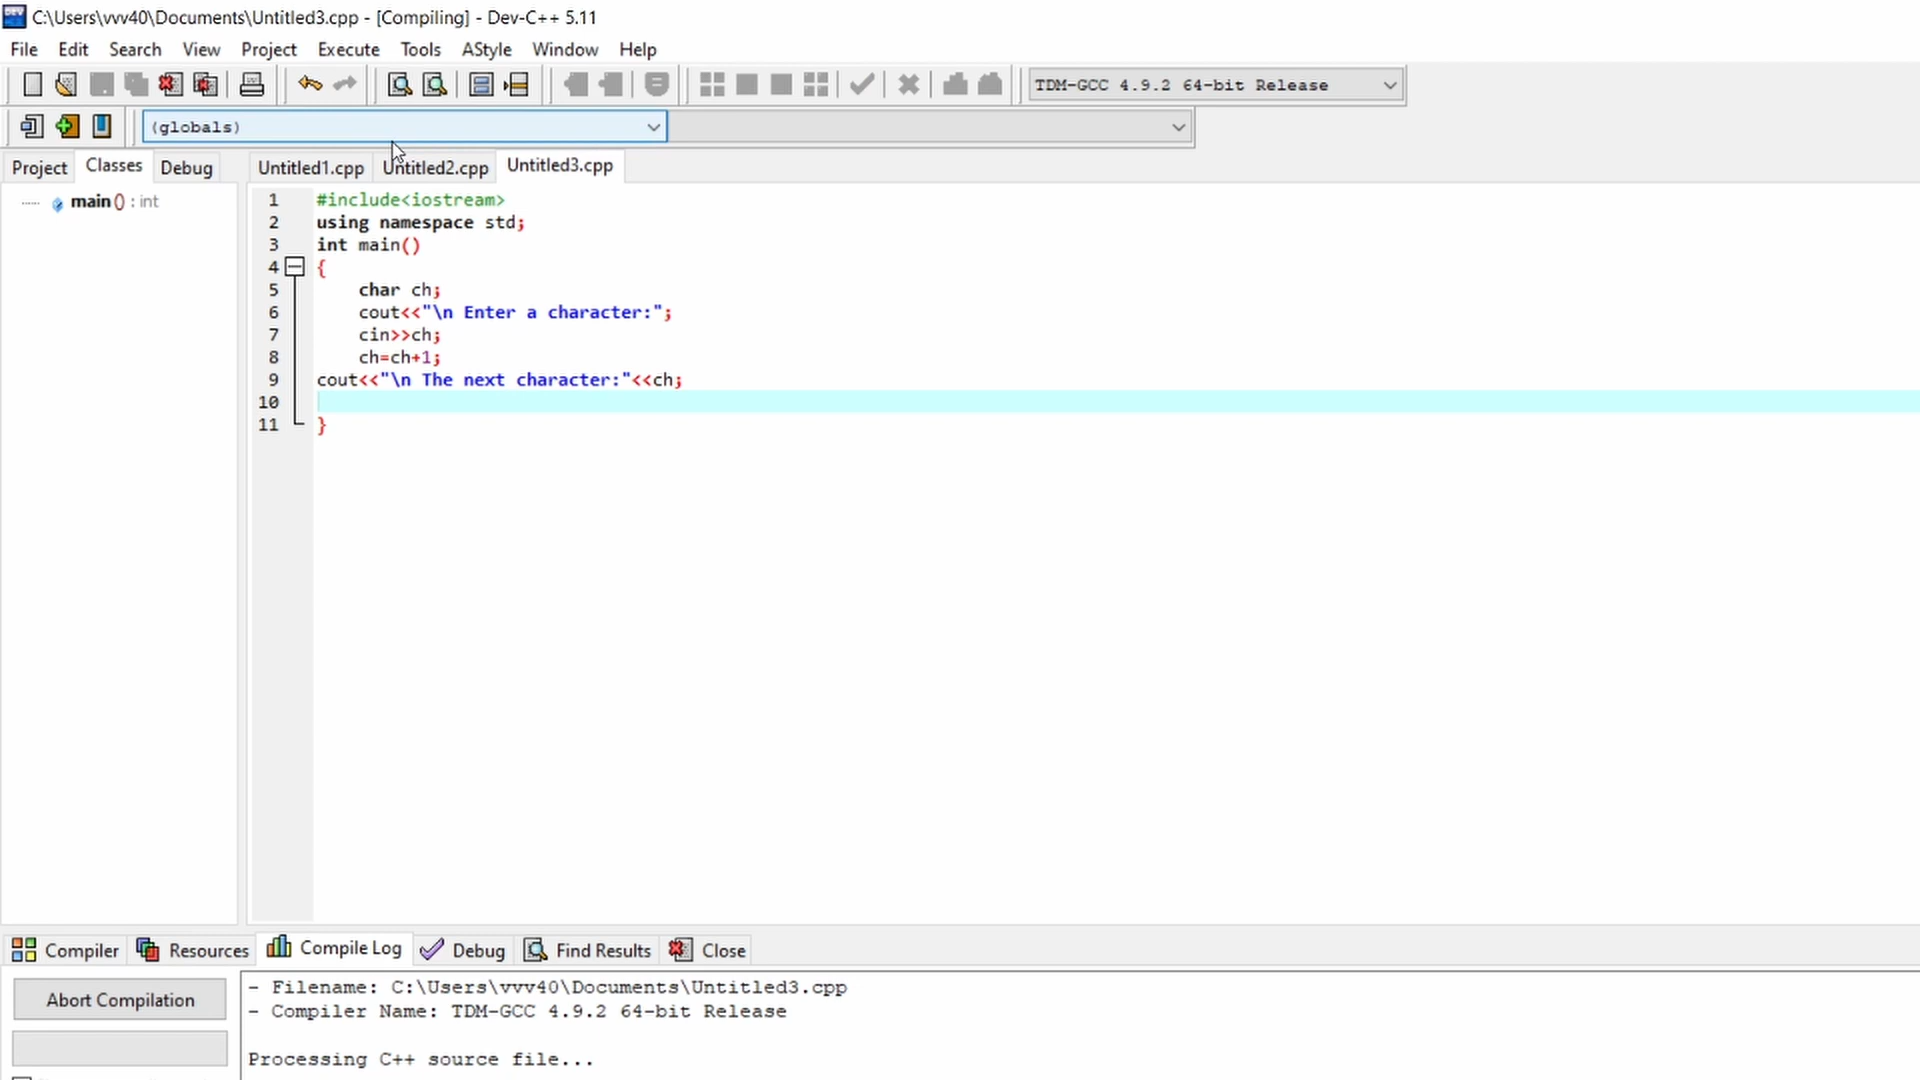 C:\Users\vvv40\Documents\Untitled3.cpp - [Compiling] - Dev-C++ 5.11
File Edit Search View Project Execute Tools AStyle Window Help
TDM-GCC 4.9.2 64-bit Release
(globals)
Project Classes Debug Untitled1.cpp Untitled2.cpp Untitled3.cpp
main () : int
1 #include<iostream>
2 using namespace std;
3 int main()
4 {
5 char ch;
6 cout<<"\n Enter a character:";
7 cin>>ch;
8 ch=ch+1;
9 cout<<"\n The next character:"<<ch;
10
11 }
Compiler Resources Compile Log Debug Find Results Close
Abort Compilation
- Filename: C:\Users\vvv40\Documents\Untitled3.cpp
- Compiler Name: TDM-GCC 4.9.2 64-bit Release
Processing C++ source file...